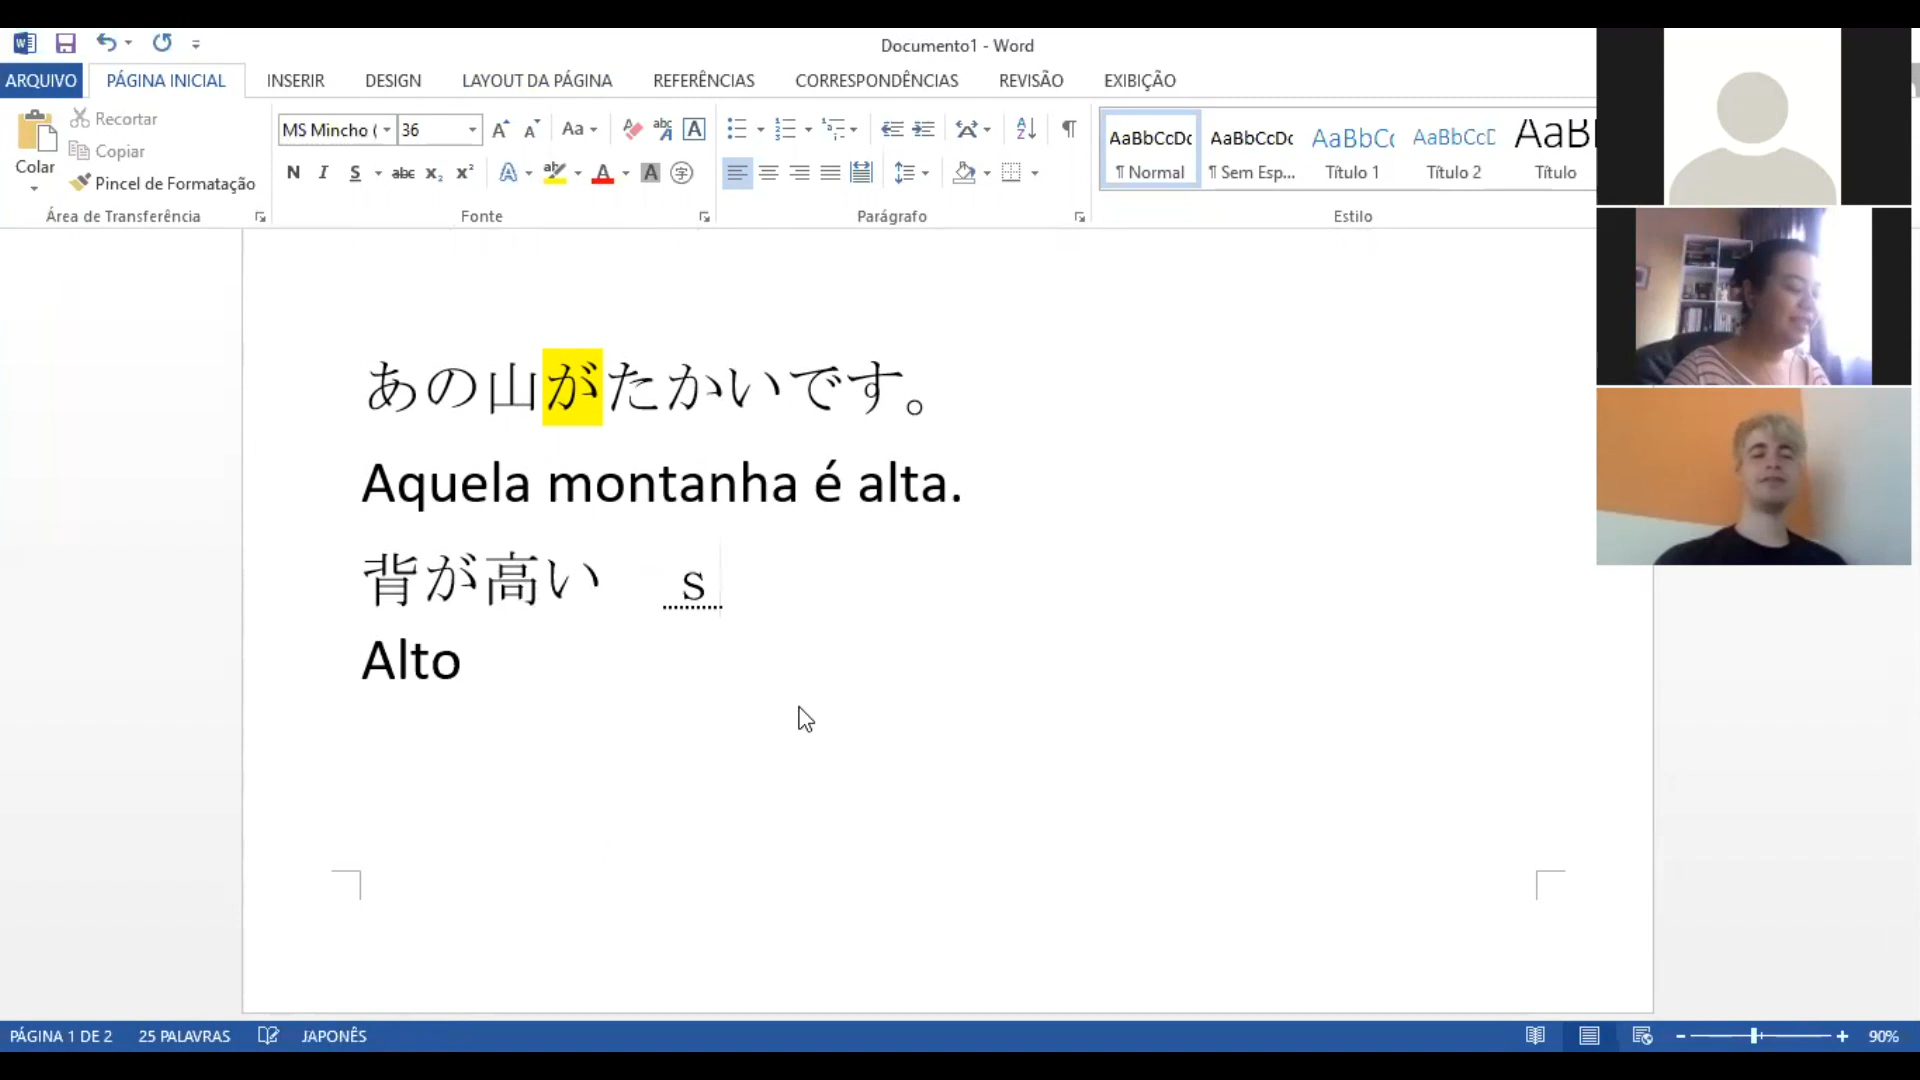 Documento1 - Word
ARQUIVO PÁGINA INICIAL INSERIR DESIGN LAYOUT DA PÁGINA REFERÊNCIAS CORRESPONDÊNCIAS REVISÃO EXIBIÇÃO
Colar
Recortar
Copiar
Pincel de Formatação
Área de Transferência
MS Mincho ( 36
Fonte
Parágrafo
AaBbCcDc AaBbCcDc AaBbCc AaBbCcD AaB
¶ Normal ¶ Sem Esp... Título 1 Título 2 Título
Estilo
あの山がたかいです。
Aquela montanha é alta.
背が高い s
Alto
PÁGINA 1 DE 2 25 PALAVRAS JAPONÊS 90%